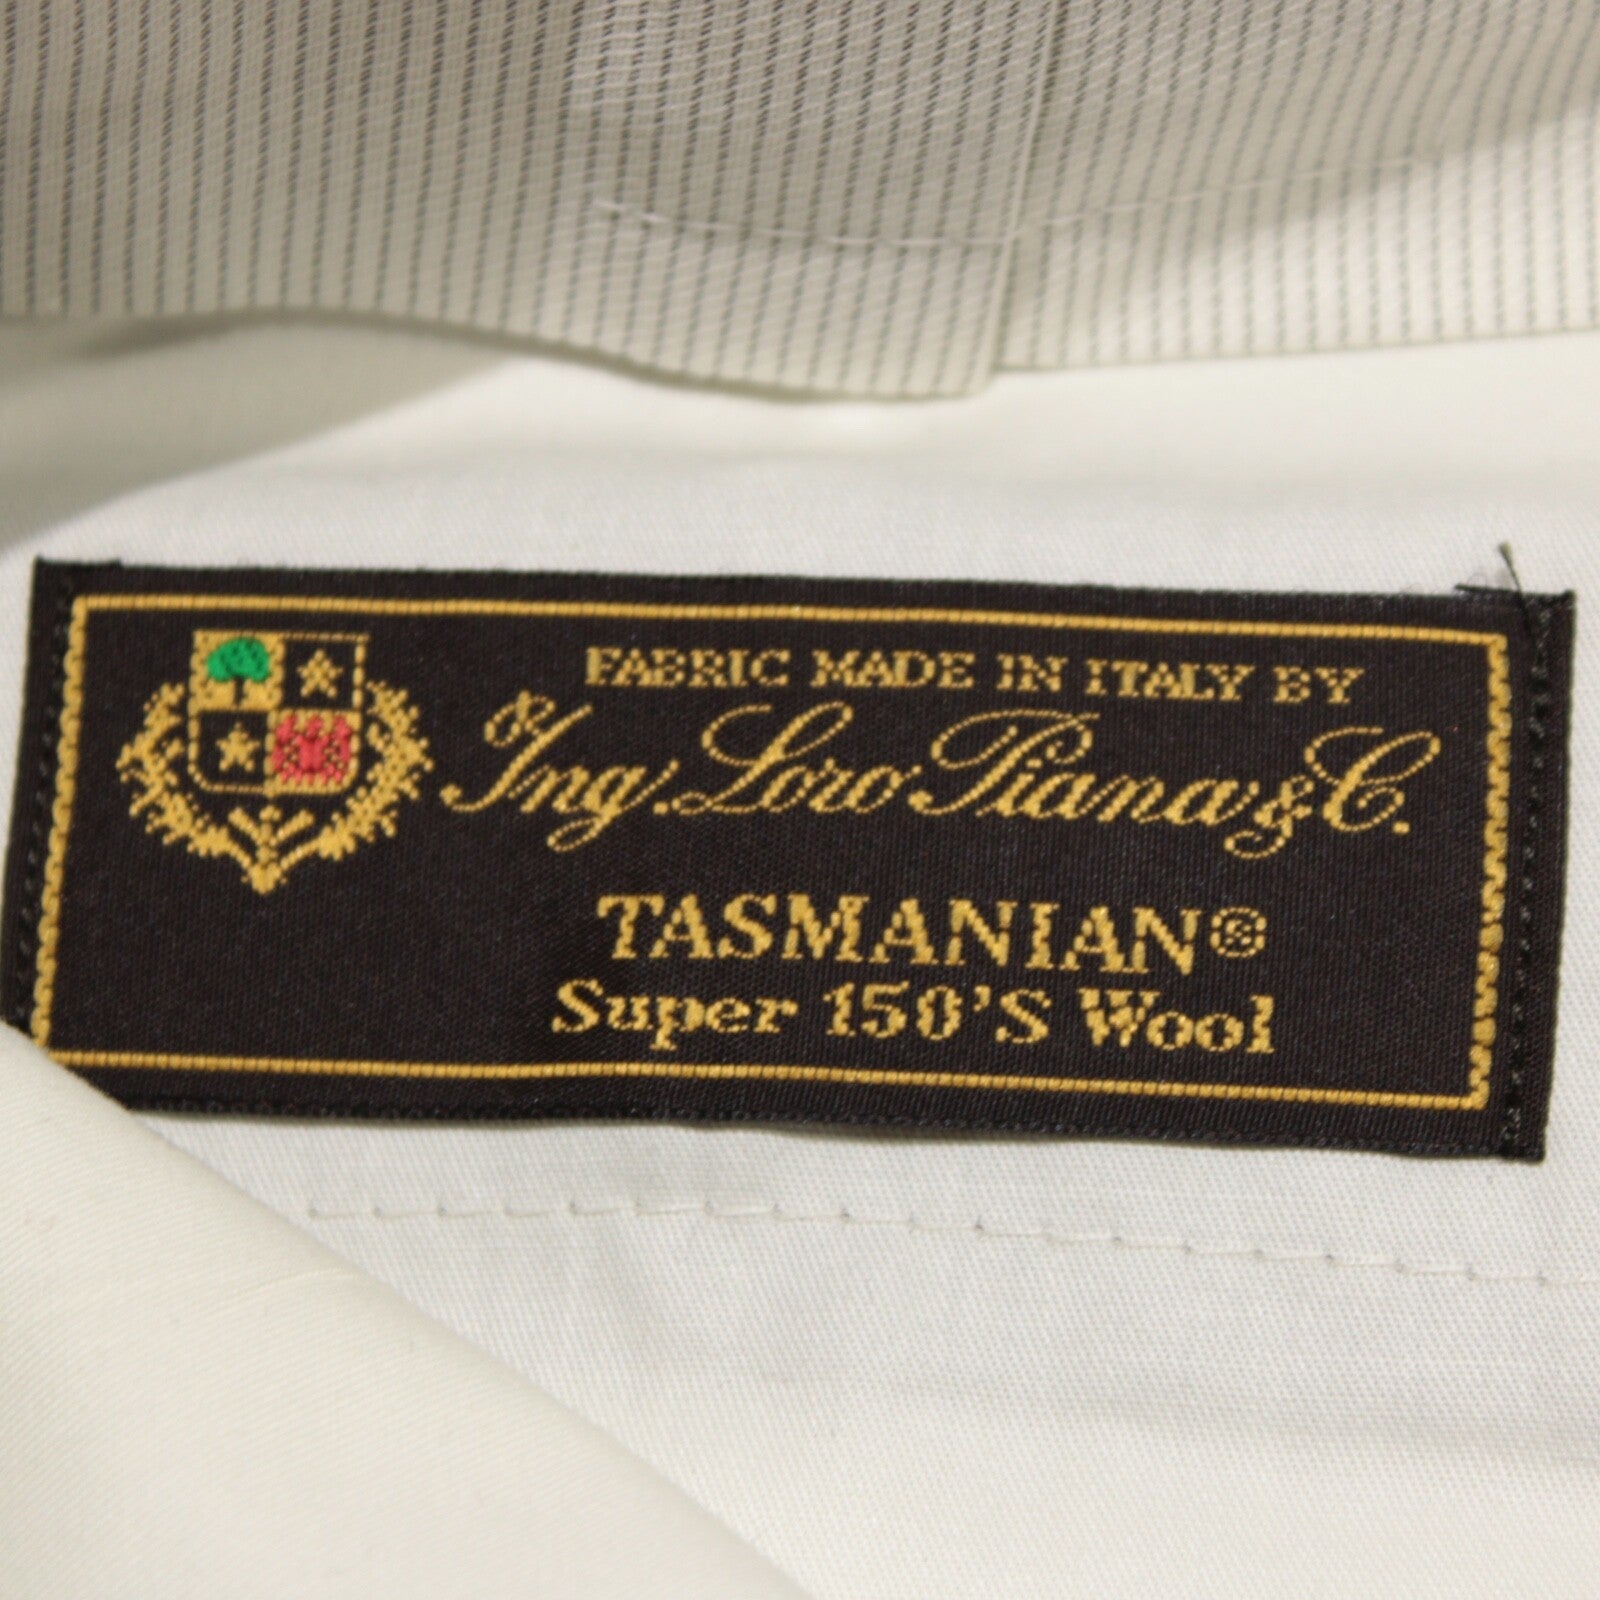 FABRIC MADE IN ITALY BY
Ing. Loro Piana & C.
TASMANIAN®
Super 150'S Wool